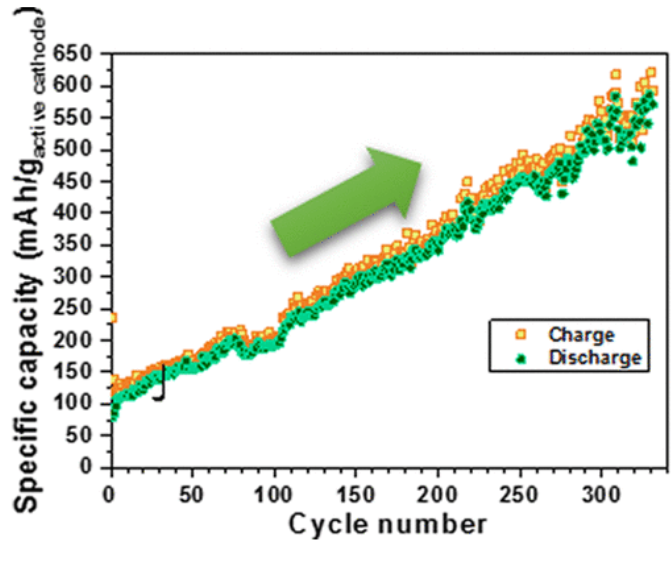 Specific capacity (mAh/gactive cathode)
650
600
550
500
450
400
350
300
250
200
150
100
50
0
Charge
Discharge
0 50 100 150 200 250 300
Cycle number